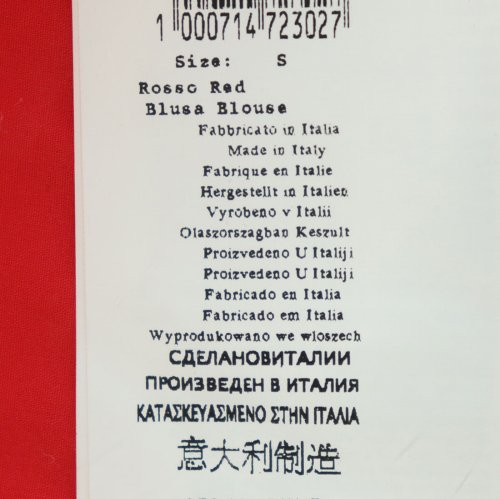 1 000714 723027
Size: S
Rosso Red
Blusa Blouse
Fabbricato in Italia
Made in Italy
Fabrique en Italie
Hergestellt in Italien
Vyrobeno v Italii
Olaszorszagban Keszult
Proizvedeno U Italiji
Proizvedeno U Italiji
Fabricado en Italia
Fabricado em Italia
Wyprodukowano we wloszech
СДЕЛАНОВИТАЛИИ
ПРОИЗВЕДЕН В ИТАЛИЯ
ΚΑΤΑΣΚΕΥΑΣΜΕΝΟ ΣΤΗΝ ΙΤΑΛΙΑ
意大利制造